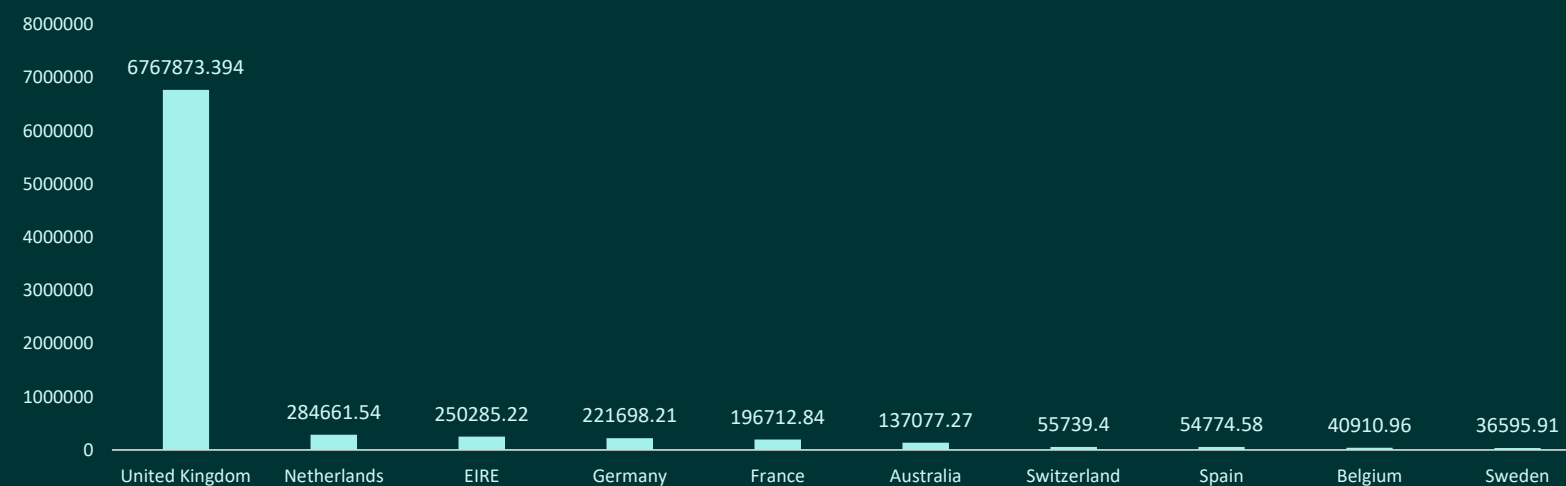 8000000
7000000
6000000
5000000
4000000
3000000
2000000
1000000
0
6767873.394
284661.54
250285.22
221698.21
196712.84
137077.27
55739.4
54774.58
40910.96
36595.91
United Kingdom
Netherlands
EIRE
Germany
France
Australia
Switzerland
Spain
Belgium
Sweden